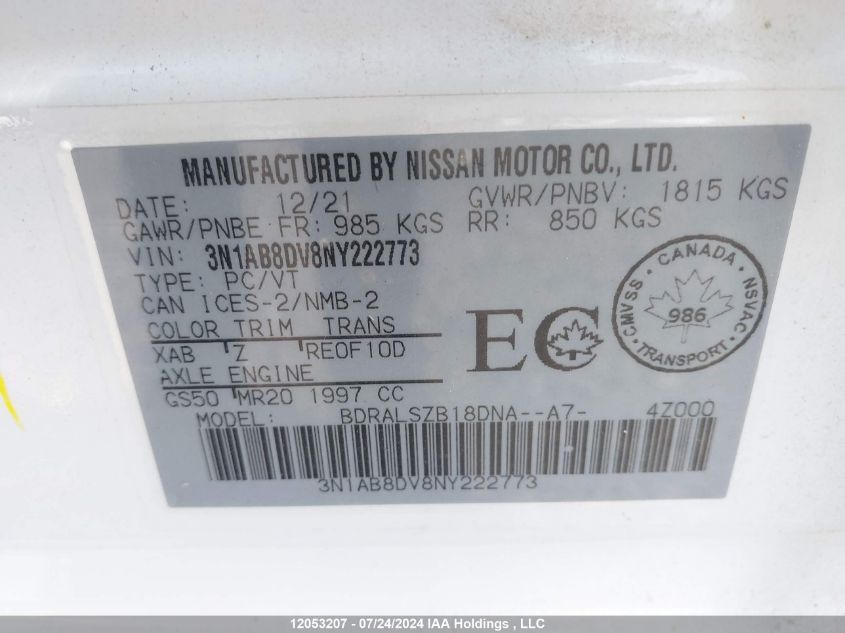 MANUFACTURED BY NISSAN MOTOR CO., LTD.
DATE: 12/21 GVWR/PNBV: 1815 KGS
GAWR/PNBE FR: 985 KGS RR: 850 KGS
VIN: 3N1AB8DV8NY222773
TYPE: PC/VT
CAN ICES-2/NMB-2
COLOR TRIM TRANS
XAB Z RE0F10D
AXLE ENGINE
GS50 MR20 1997 CC
MODEL: BDRALSZB18DNA--A7- 4Z000
3N1AB8DV8NY222773
EC
CMVSS · CANADA · NSVAC · TRANSPORT ·
986
12053207 - 07/24/2024 IAA Holdings , LLC